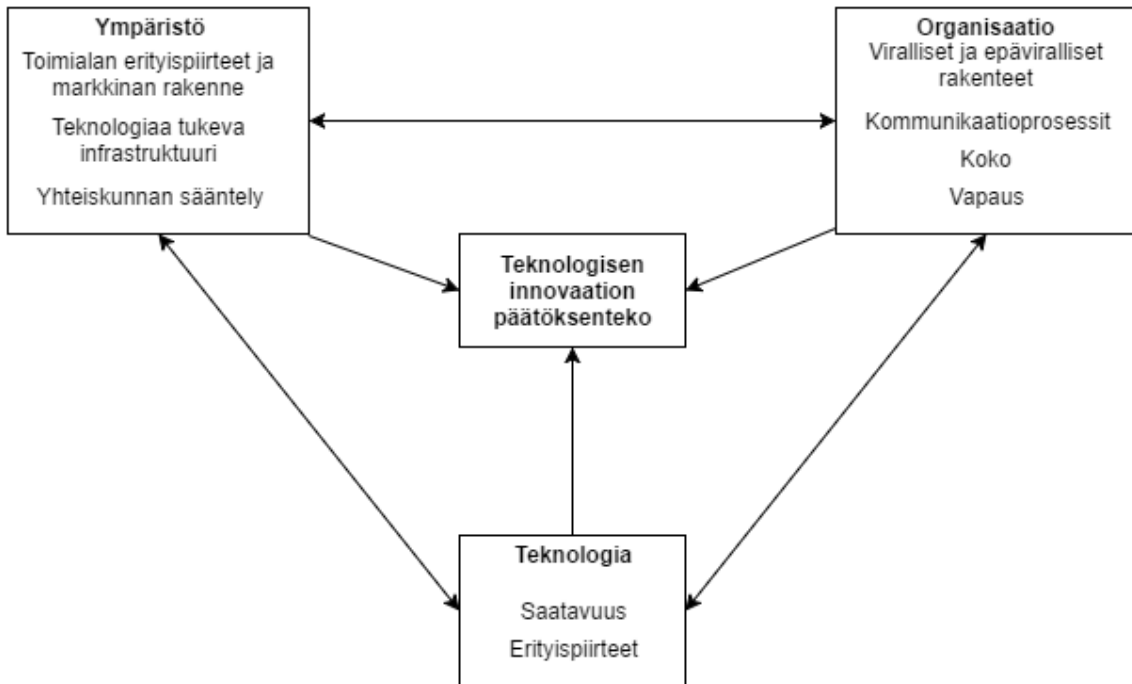 Ympäristö
Toimialan erityispiirteet ja
markkinan rakenne
Teknologiaa tukeva
infrastruktuuri
Yhteiskunnan sääntely
Organisaatio
Viralliset ja epäviralliset
rakenteet
Kommunikaatioprosessit
Koko
Vapaus
Teknologisen
innovaation
päätöksenteko
Teknologia
Saatavuus
Erityispiirteet